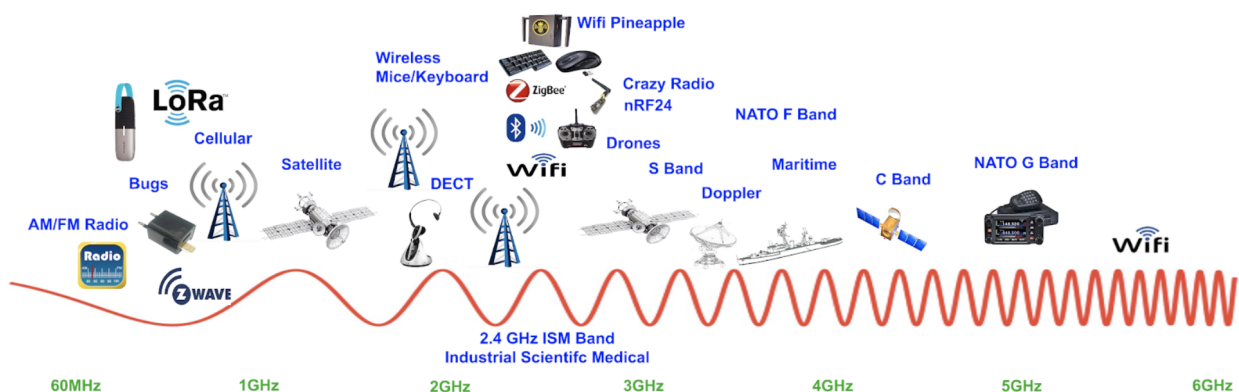 Wifi Pineapple
Wireless
Mice/Keyboard
ZigBee
Crazy Radio
nRF24
LoRa
NATO F Band
Cellular
Drones
Wifi
Satellite
S Band
Maritime
NATO G Band
Bugs
DECT
Doppler
C Band
AM/FM Radio
Radio
Wifi
Z WAVE
2.4 GHz ISM Band
Industrial Scientifc Medical
60MHz
1GHz
2GHz
3GHz
4GHz
5GHz
6GHz